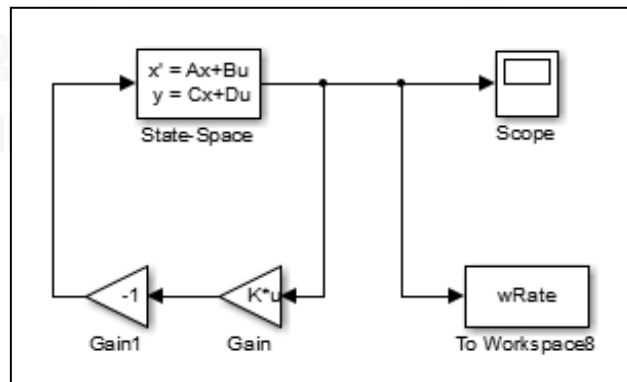 x' = Ax+Bu
y = Cx+Du
State-Space
Scope
-1
K*u
wRate
Gain1
Gain
To Workspace8